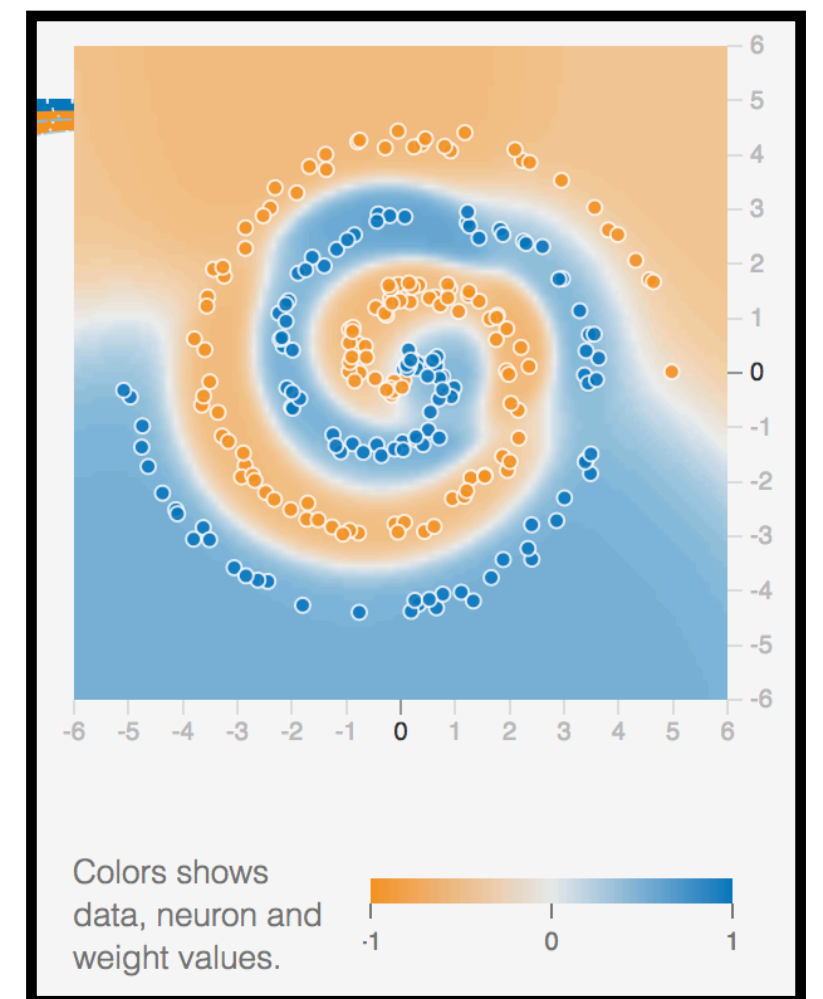 6
5
4
3
2
1
0
-1
-2
-3
-4
-5
-6
-6 -5 -4 -3 -2 -1 0 1 2 3 4 5 6
Colors shows
data, neuron and
weight values.
-1 0 1